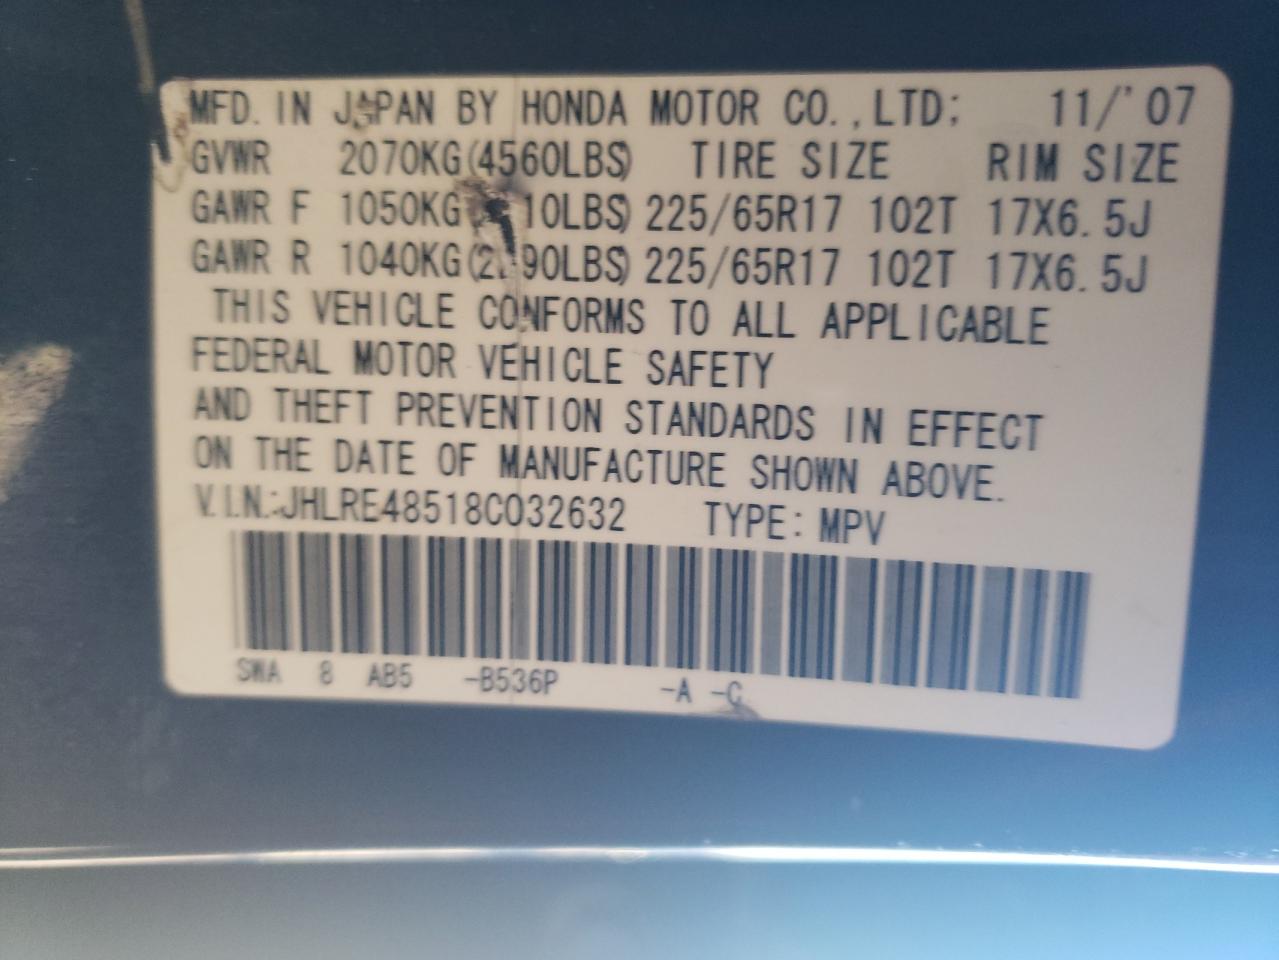 MFD. IN JAPAN BY HONDA MOTOR CO.,LTD; 11/'07
GVWR 2070KG(4560LBS) TIRE SIZE RIM SIZE
GAWR F 1050KG 10LBS) 225/65R17 102T 17X6.5J
GAWR R 1040KG(2 90LBS) 225/65R17 102T 17X6.5J
THIS VEHICLE CONFORMS TO ALL APPLICABLE
FEDERAL MOTOR VEHICLE SAFETY
AND THEFT PREVENTION STANDARDS IN EFFECT
ON THE DATE OF MANUFACTURE SHOWN ABOVE.
V.I.N.:JHLRE48518C032632 TYPE: MPV
SWA 8 AB5 -B536P -A -C